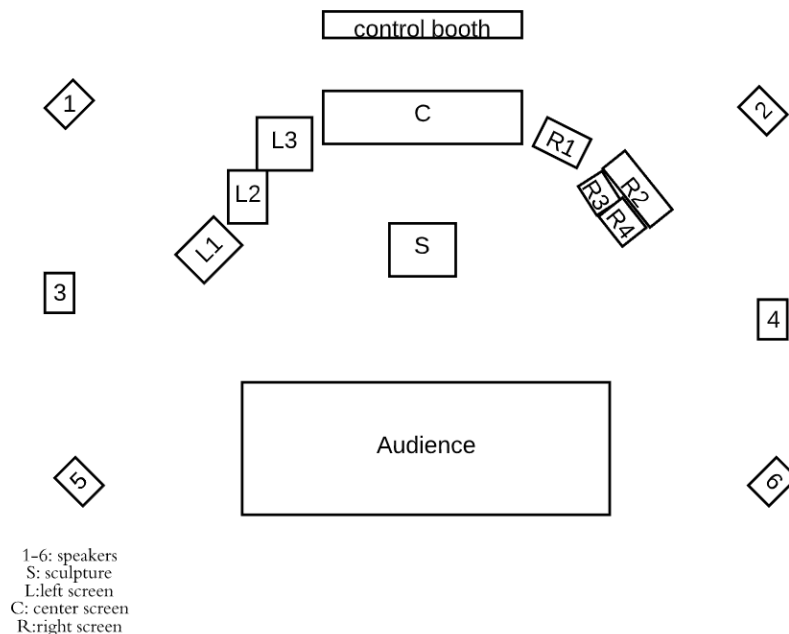 control booth
1
C
2
L3
R1
L2
R3
R2
R4
L1
S
3
4
Audience
5
6
1-6: speakers
S: sculpture
L:left screen
C: center screen
R:right screen